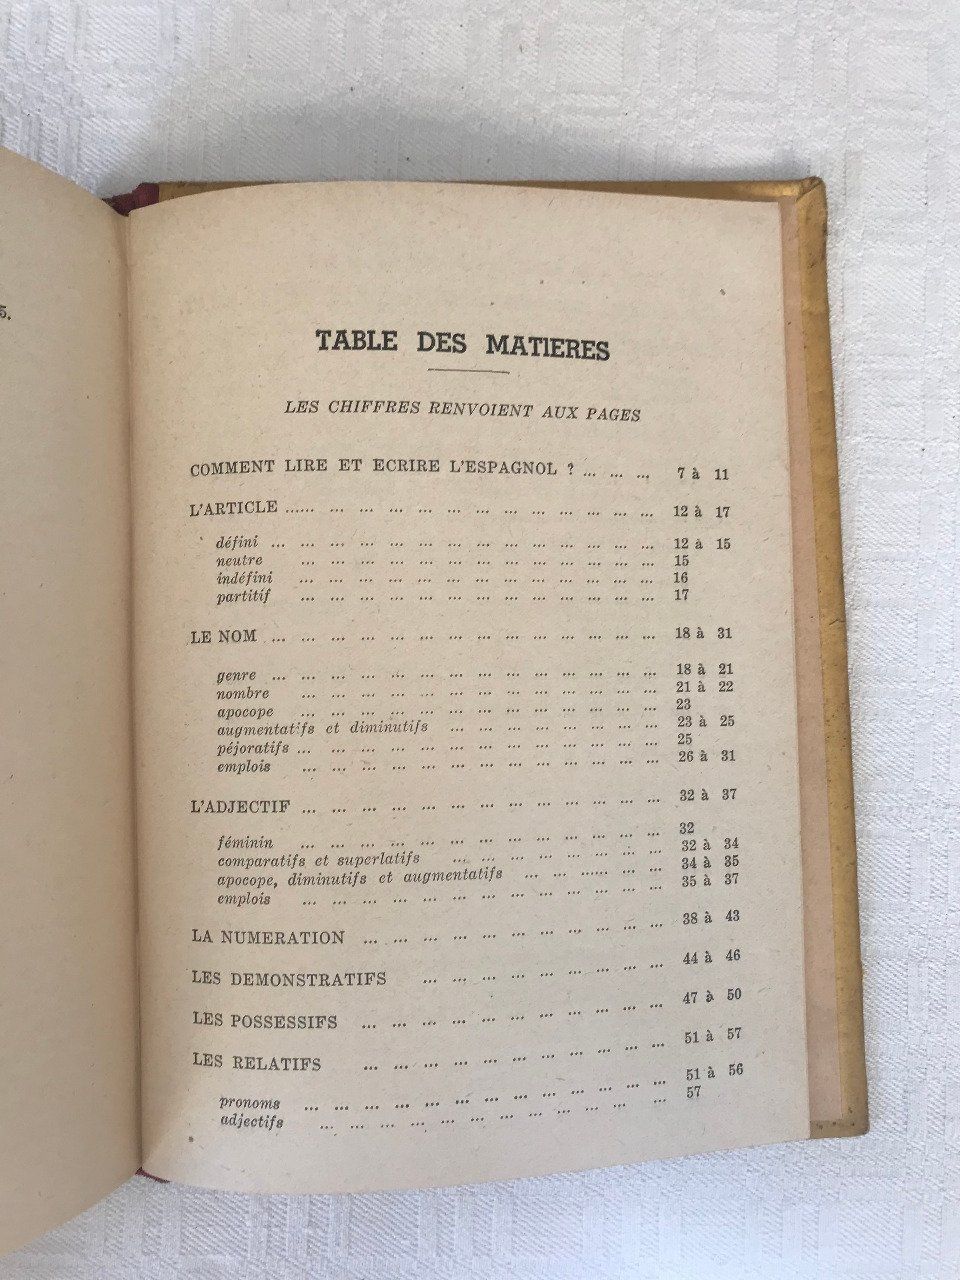 5.
TABLE DES MATIERES
LES CHIFFRES RENVOIENT AUX PAGES
COMMENT LIRE ET ECRIRE L'ESPAGNOL ? ... ... ... 7 à 11
L'ARTICLE ...... ... ... ... ... ... ... ... ... ... ... ... ... 12 à 17
défini ... ... ... ... ... ... ... ... ... ... ... ... ... ... 12 à 15
neutre ... ... ... ... ... ... ... ... ... ... ... ... ... 15
indéfini ... ... ... ... ... ... ... ... ... ... ... ... ... 16
partitif ... ... ... ... ... ... ... ... ... ... ... ... ... 17
LE NOM ... ... ... ... ... ... ... ... ... ... ... ... ... ... 18 à 31
genre ... ... ... ... ... ... ... ... ... ... ... ... ... ... 18 à 21
nombre ... ... ... ... ... ... ... ... ... ... ... ... ... 21 à 22
apocope ... ... ... ... ... ... ... ... ... ... ... ... ... 23
augmentatifs et diminutifs ... ... ... ... ... ... ... ... 23 à 25
péjoratifs ... ... ... ... ... ... ... ... ... ... ... ... ... 25
emplois ... ... ... ... ... ... ... ... ... ... ... ... ... 26 à 31
L'ADJECTIF ... ... ... ... ... ... ... ... ... ... ... ... ... 32 à 37
féminin ... ... ... ... ... ... ... ... ... ... ... ... ... 32
comparatifs et superlatifs ... ... ... ... ... ... ... ... 32 à 34
apocope, diminutifs et augmentatifs ... ... ...... ... ... 34 à 35
emplois ... ... ... ... ... ... ... ... ... ... ... ... ... 35 à 37
LA NUMERATION ... ... ... ... ... ... ... ... ... ... ... 38 à 43
LES DEMONSTRATIFS ... ... ... ... ... ... ... ... ... 44 à 46
LES POSSESSIFS ... ... ... ... ... ... ... ... ... ... ... 47 à 50
LES RELATIFS ... ... ... ... ... ... ... ... ... ... ... 51 à 57
pronoms ... ... ... ... ... ... ... ... ... ... ... ... ... 51 à 56
adjectifs ... ... ... ... ... ... ... ... ... ... ... ... 57